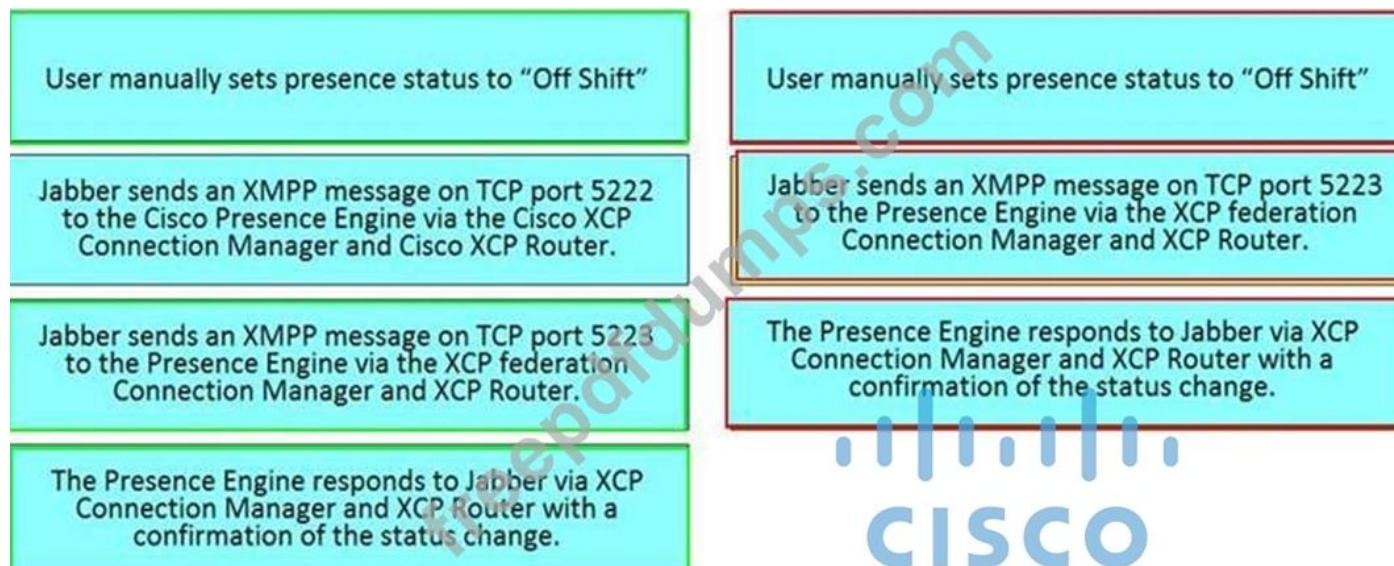 User manually sets presence status to “Off Shift”
Jabber sends an XMPP message on TCP port 5222
to the Cisco Presence Engine via the Cisco XCP
Connection Manager and Cisco XCP Router.
Jabber sends an XMPP message on TCP port 5223
to the Presence Engine via the XCP federation
Connection Manager and XCP Router.
The Presence Engine responds to Jabber via XCP
Connection Manager and XCP Router with a
confirmation of the status change.
User manually sets presence status to “Off Shift”
Jabber sends an XMPP message on TCP port 5223
to the Presence Engine via the XCP federation
Connection Manager and XCP Router.
The Presence Engine responds to Jabber via XCP
Connection Manager and XCP Router with a
confirmation of the status change.
CISCO
freepdfdumps.com